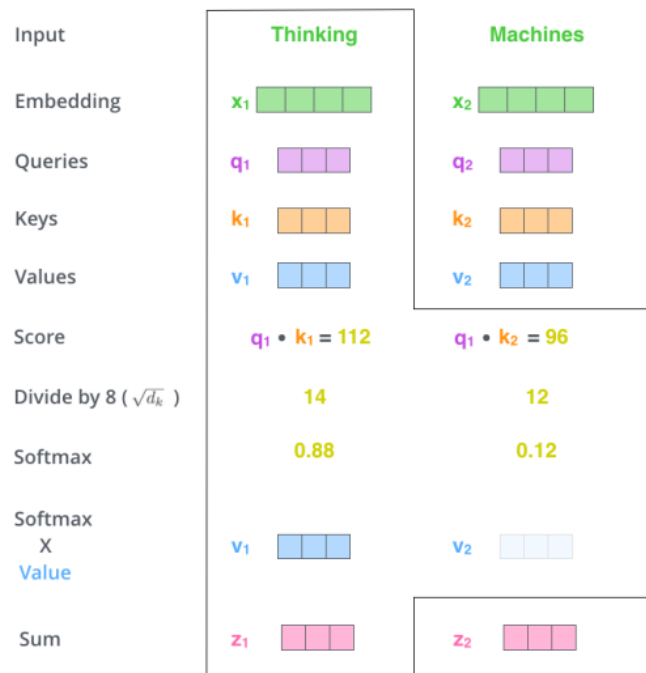 Input Thinking Machines
Embedding x₁ x₂
Queries q₁ q₂
Keys k₁ k₂
Values v₁ v₂
Score q₁ • k₁ = 112 q₁ • k₂ = 96
Divide by 8 ( √dₖ ) 14 12
Softmax 0.88 0.12
Softmax
X
Value v₁ v₂
Sum z₁ z₂